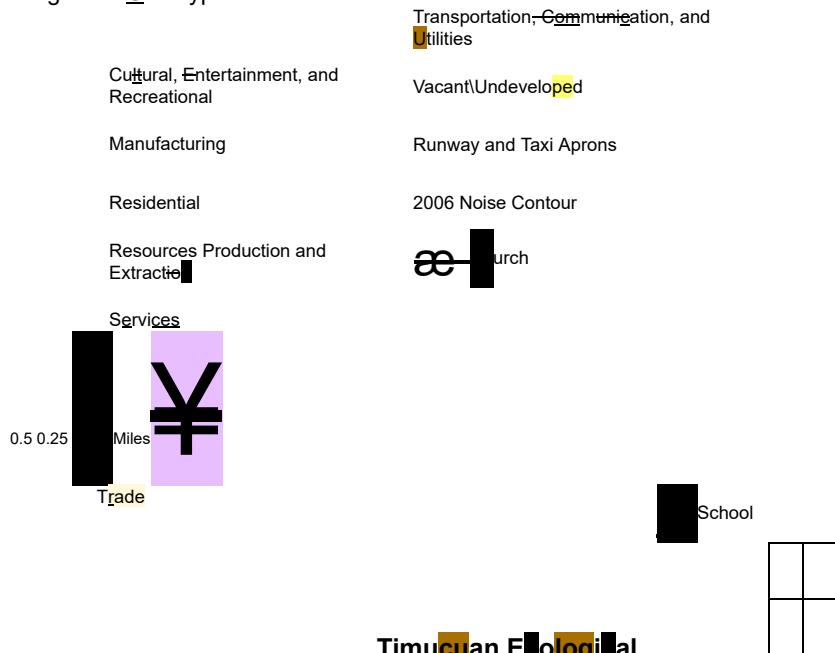 Transportation, Communication, and
Utilities
Cultural, Entertainment, and
Recreational
Vacant\Undeveloped
Manufacturing
Runway and Taxi Aprons
Residential
2006 Noise Contour
Resources Production and
æ
Services
0.5 0.25
Miles
¥
Trade
School
Timucuan